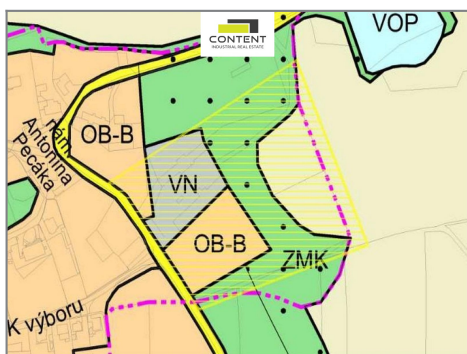 CONTENT
INDUSTRIAL REAL ESTATE
VOP
OB-B
nám.
Antonína
Pecáka
VN
OB-B
ZMK
K výboru